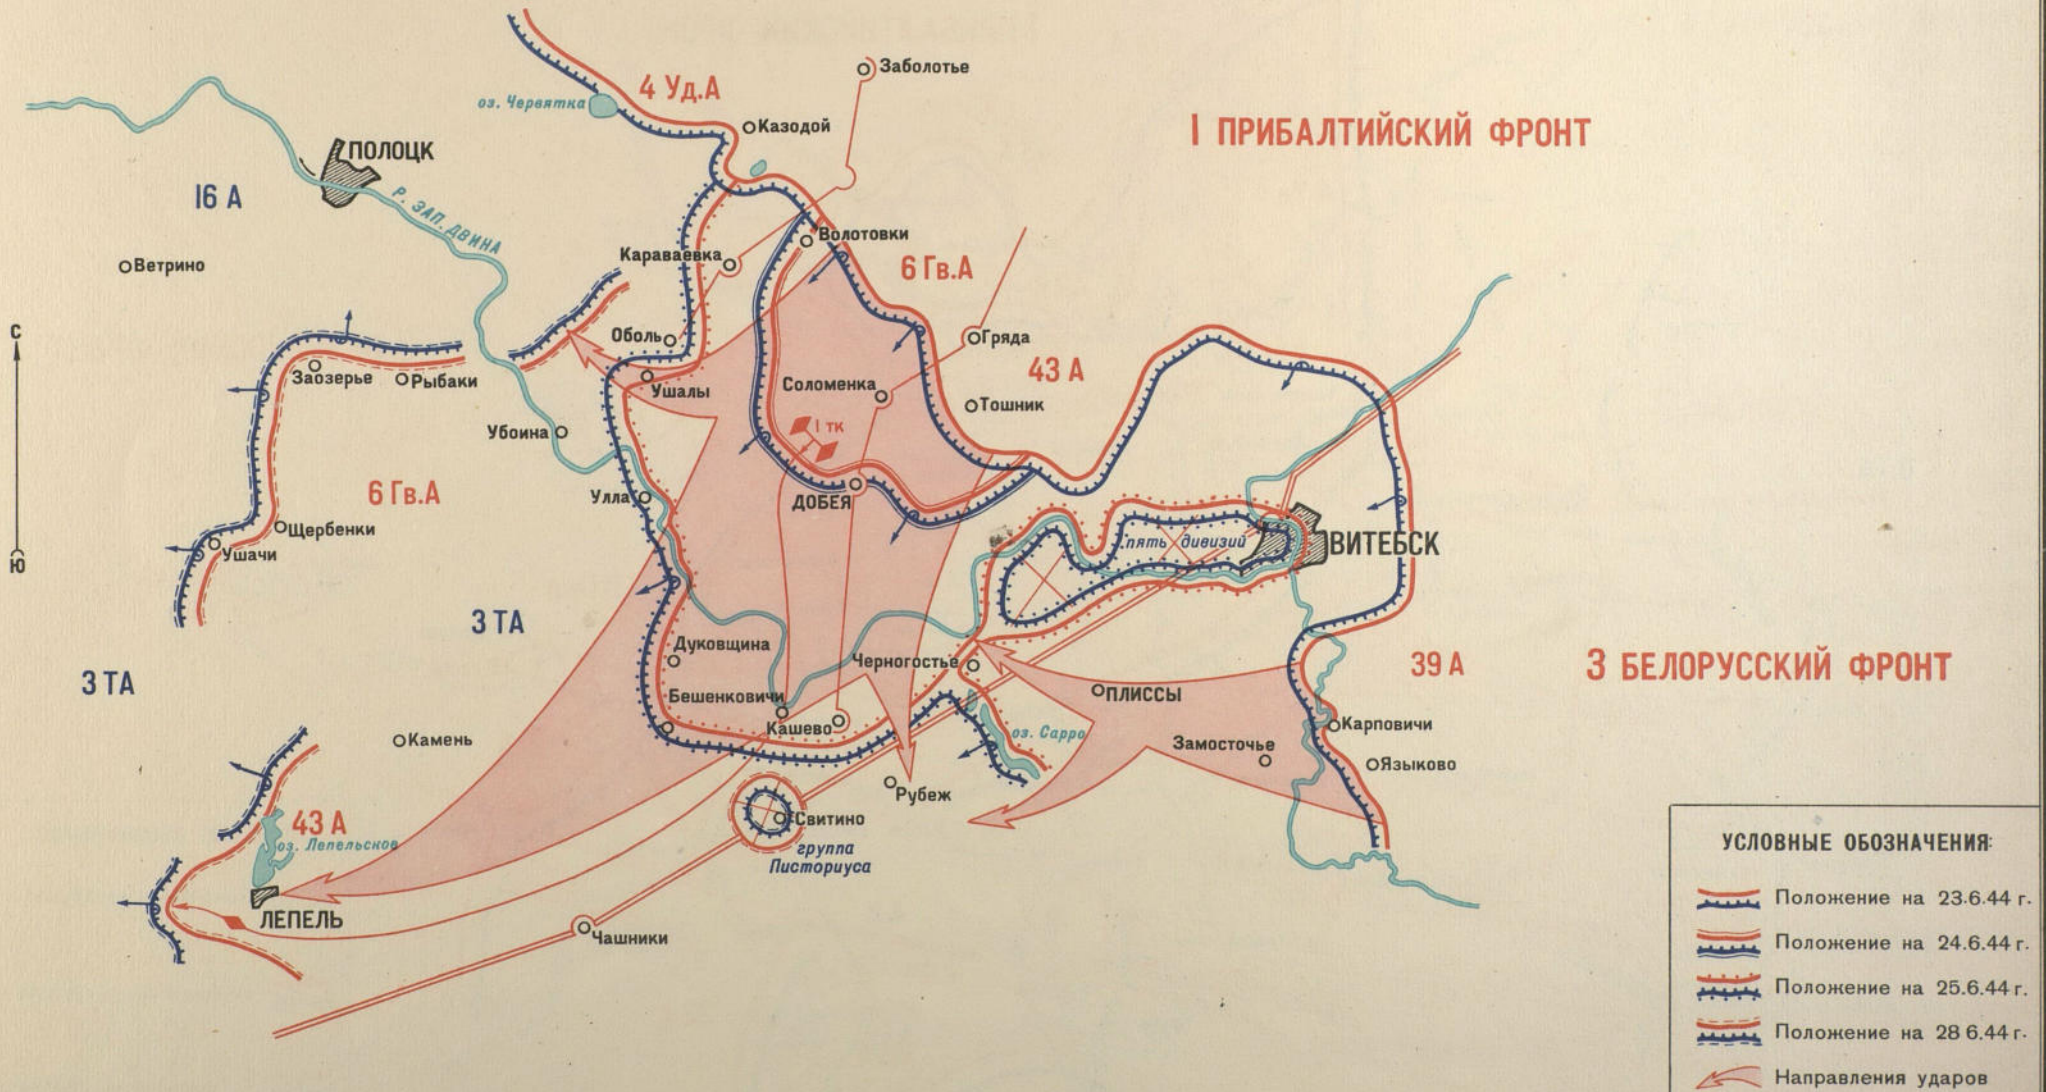 Заболотье
4 Уд.А
оз. Червятка
Казодой
I ПРИБАЛТИЙСКИЙ ФРОНТ
ПОЛОЦК
16 А
Р. ЗАП. ДВИНА
Волотовки
Караваевка
Ветрино
6 Гв.А
С
Оболь
Гряда
Заозерье
Рыбаки
Ушалы
Соломенка
43 А
Тошник
Убоина
I тк
6 Гв.А
Улла
ДОБЕЯ
Щербенки
Ушачи
пять дивизий
ВИТЕБСК
Ю
3 ТА
Дуковщина
Черногостье
39 А
3 БЕЛОРУССКИЙ ФРОНТ
3 ТА
Бешенковичи
ПЛИССЫ
Кашево
Карповичи
оз. Сарро
Камень
Замосточье
Языково
Рубеж
43 А
Свитино
оз. Лепельское
группа
Писториуса
ЛЕПЕЛЬ
Чашники
УСЛОВНЫЕ ОБОЗНАЧЕНИЯ:
Положение на 23.6.44 г.
Положение на 24.6.44 г.
Положение на 25.6.44 г.
Положение на 28 6.44 г.
Направления ударов